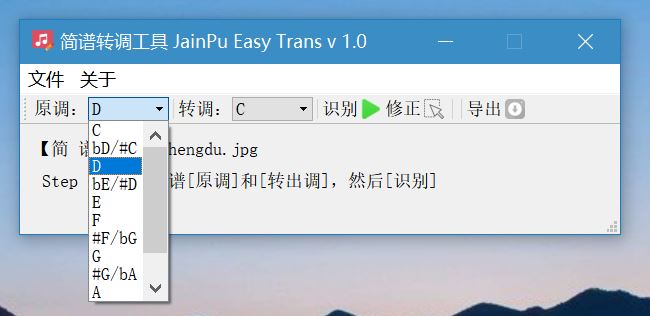 简谱转调工具 JainPu Easy Trans v 1.0
文件 关于
原调: D 转调: C 识别 修正 导出
C
bD/#C
D
bE/#D
E
F
#F/bG
G
#G/bA
A
【简 谱 hengdu.jpg
Step 谱[原调]和[转出调],然后[识别]